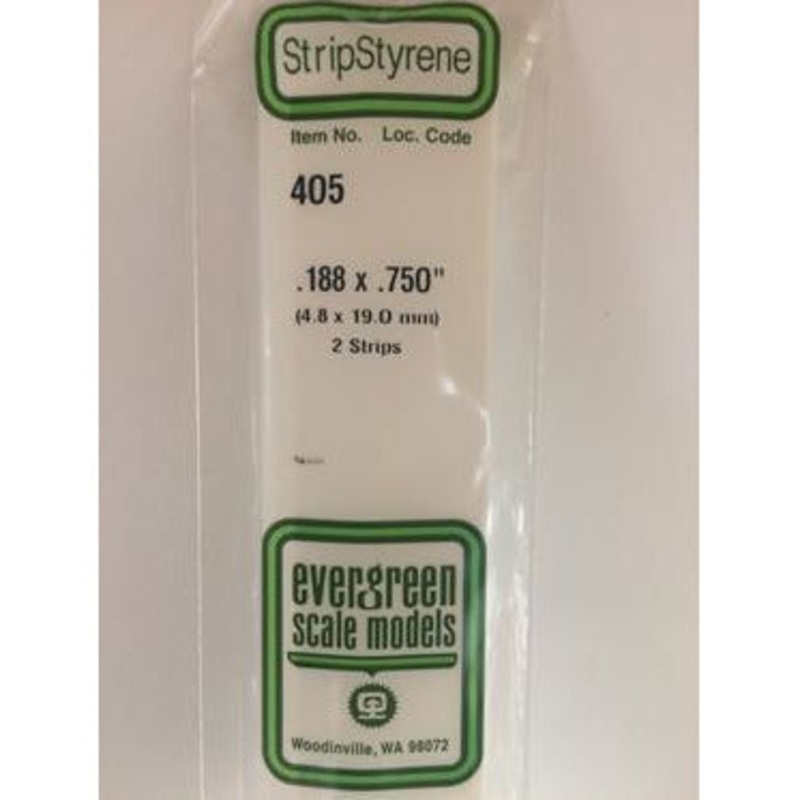 StripStyrene
Item No. Loc. Code
405
.188 x .750"
(4.8 x 19.0 mm)
2 Strips
evergreen
scale models
Woodinville, WA 98072